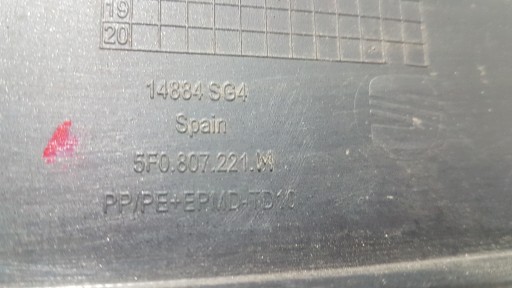 19
20
14884 SG4
Spain
5F0.807.221.M
PP/PE+EPMD-TD10